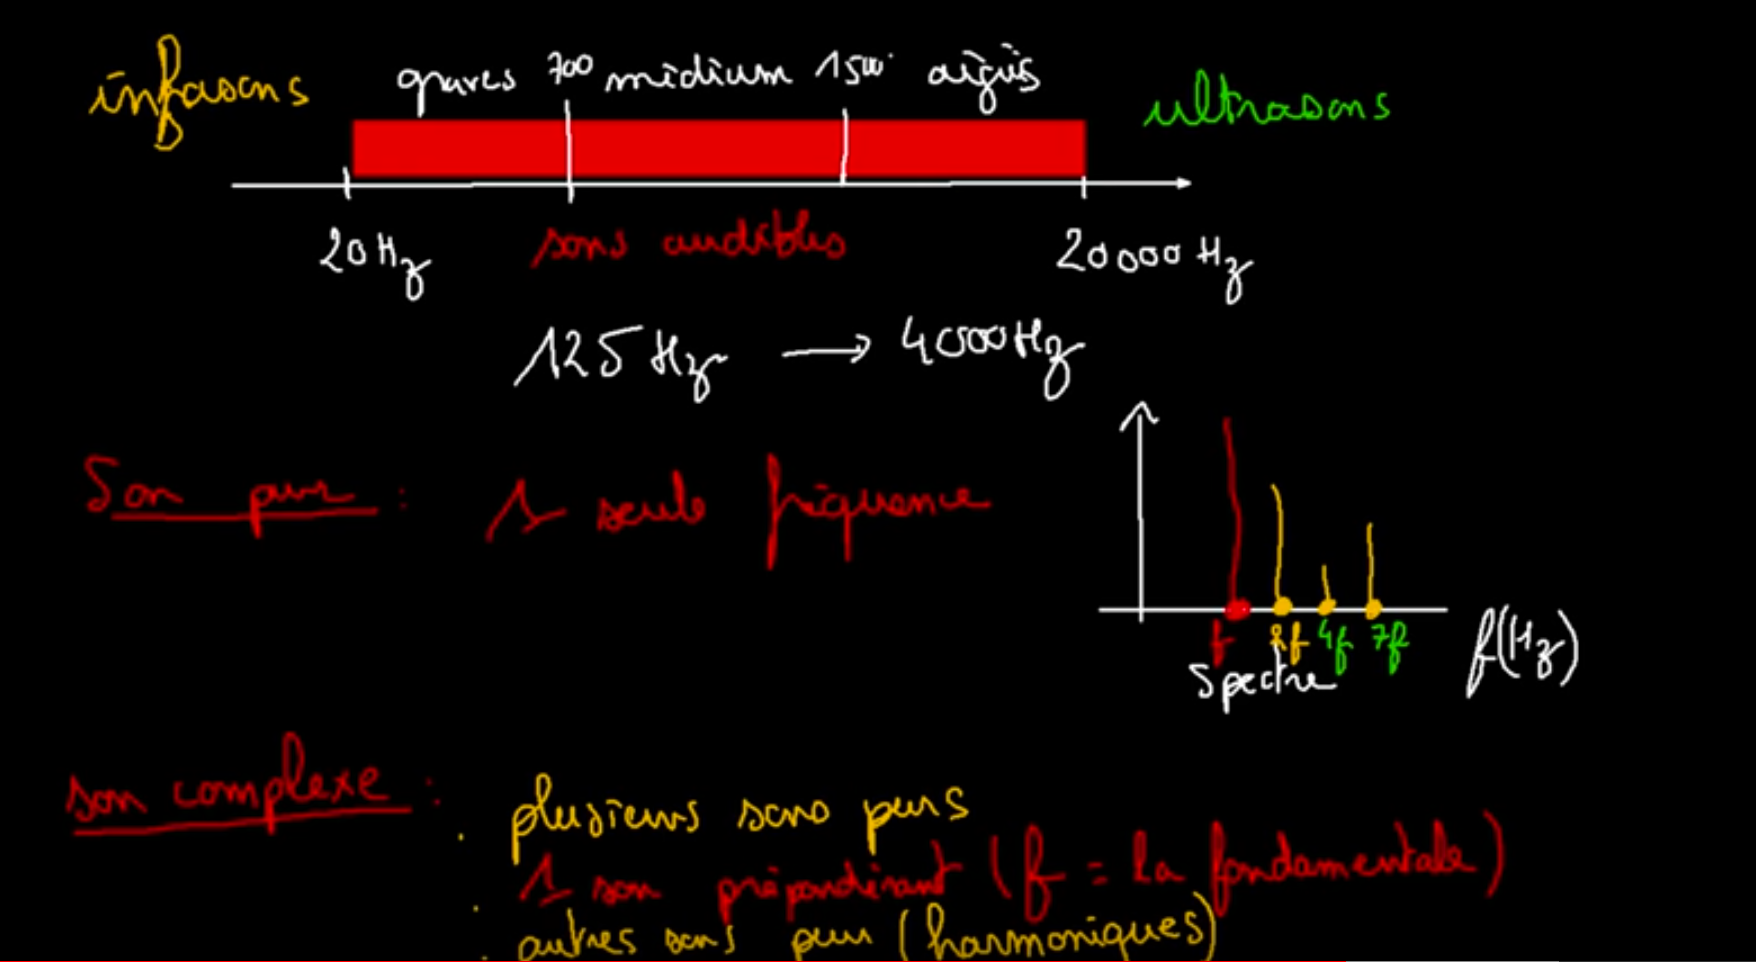 infrasons graves 700 médium 1500 aigüs ultrasons
20 Hz sons audibles 20 000 Hz
125 Hz → 4000 Hz
Son pur : 1 seule fréquence
f 2f 4f 7f f(Hz)
Spectre
son complexe : . plusieurs sons purs
. 1 son prépondérant (f = la fondamentale)
. autres sons purs (harmoniques)